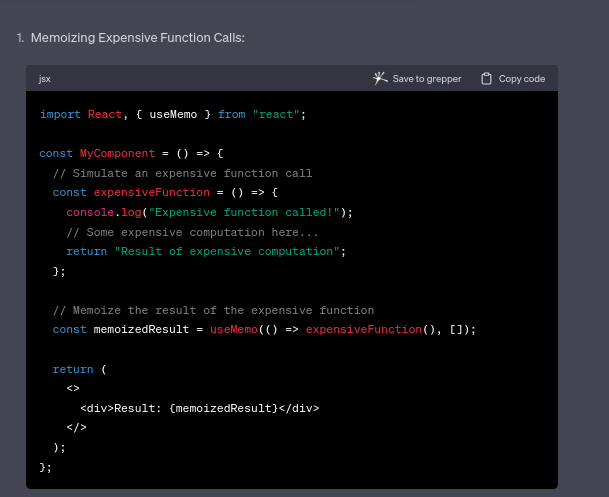 1. Memoizing Expensive Function Calls:
jsx Save to grepper Copy code
import React, { useMemo } from "react";
const MyComponent = () => {
  // Simulate an expensive function call
  const expensiveFunction = () => {
    console.log("Expensive function called!");
    // Some expensive computation here...
    return "Result of expensive computation";
  };
  // Memoize the result of the expensive function
  const memoizedResult = useMemo(() => expensiveFunction(), []);
  return (
    <>
      <div>Result: {memoizedResult}</div>
    </>
  );
};